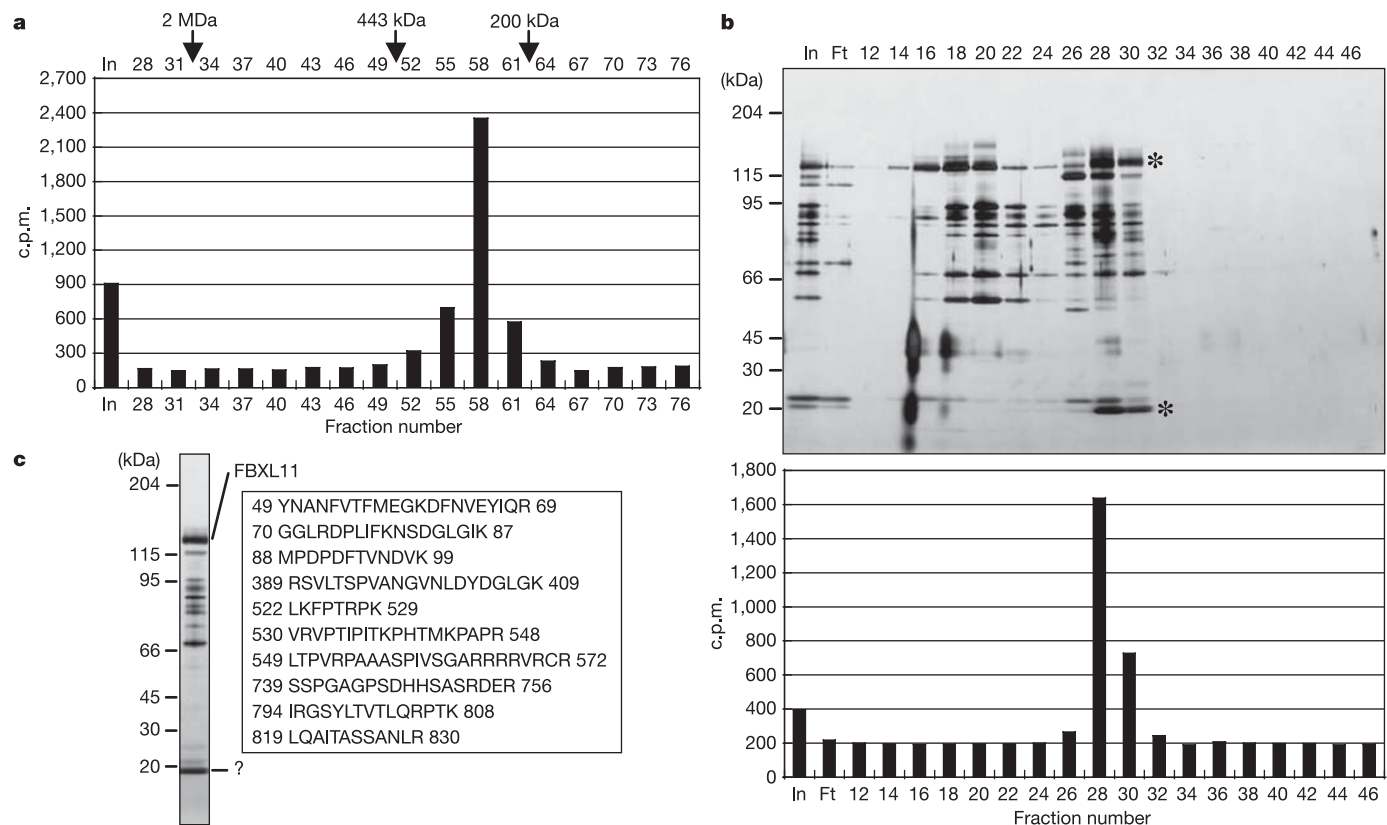 a
2 MDa 443 kDa 200 kDa
In 28 31 34 37 40 43 46 49 52 55 58 61 64 67 70 73 76
2,700
2,400
2,100
1,800
1,500
1,200
900
600
300
0
c.p.m.
In 28 31 34 37 40 43 46 49 52 55 58 61 64 67 70 73 76
Fraction number
b
In Ft 12 14 16 18 20 22 24 26 28 30 32 34 36 38 40 42 44 46
(kDa)
204
115
95
66
45
30
20
*
*
1,800
1,600
1,400
1,200
1,000
800
600
400
200
0
c.p.m.
In Ft 12 14 16 18 20 22 24 26 28 30 32 34 36 38 40 42 44 46
Fraction number
c
(kDa)
204
115
95
66
45
30
20
FBXL11
49 YNANFVTFMEGKDFNVEYIQR 69
70 GGLRDPLIFKNSDGLGIK 87
88 MPDPDFTVNDVK 99
389 RSVLTSPVANGVNLDYDGLGK 409
522 LKFPTRPK 529
530 VRVPTIPITKPHTMKPAPR 548
549 LTPVRPAAASPIVSGARRRRVRCR 572
739 SSPGAGPSDHHSASRDER 756
794 IRGSYLTVTLQRPTK 808
819 LQAITASSANLR 830
?